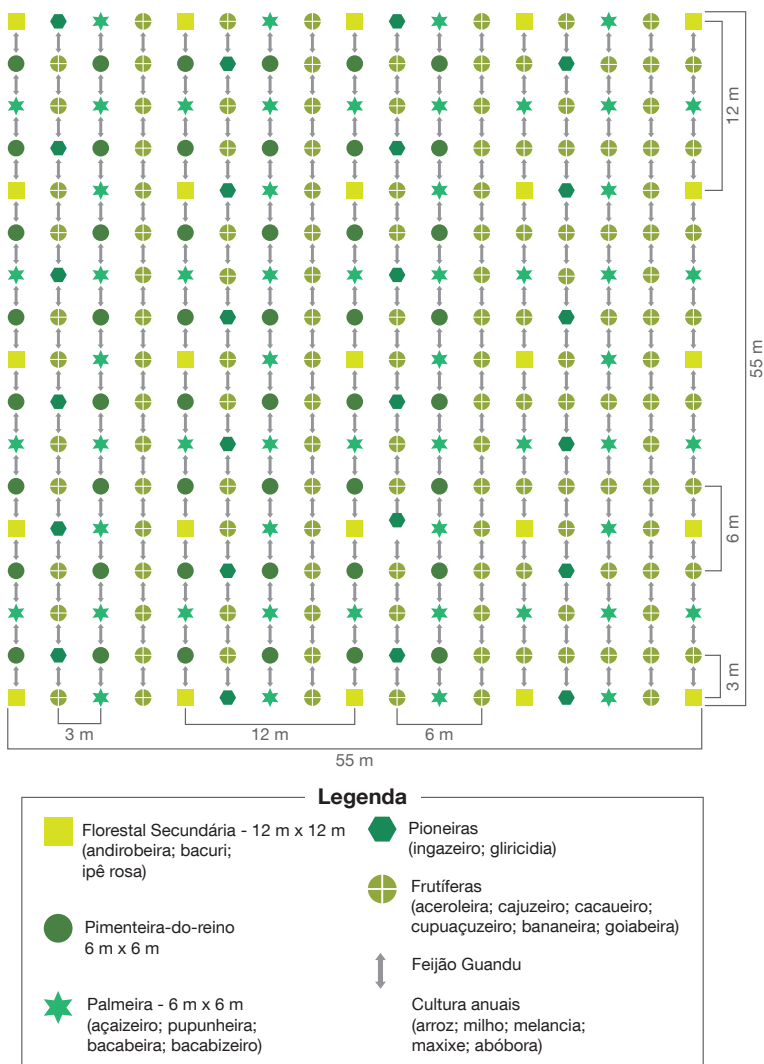 12 m
55 m
6 m
3 m
3 m
12 m
6 m
55 m
Legenda
Florestal Secundária - 12 m x 12 m
(andirobeira; bacuri;
ipê rosa)
Pimenteira-do-reino
6 m x 6 m
Palmeira - 6 m x 6 m
(açaizeiro; pupunheira;
bacabeira; bacabizeiro)
Pioneiras
(ingazeiro; gliricidia)
Frutíferas
(aceroleira; cajuzeiro; cacaueiro;
cupuaçuzeiro; bananeira; goiabeira)
Feijão Guandu
Cultura anuais
(arroz; milho; melancia;
maxixe; abóbora)